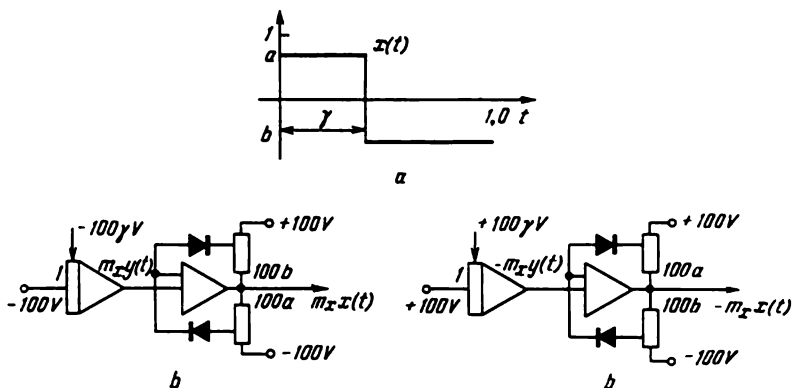 1
a
x(t)
γ
1,0 t
b
a
-100γV
+100V
1
m_x y(t)
100b
100a
m_x x(t)
-100V
-100V
b
+100γV
+100V
1
-m_x y(t)
100a
100b
-m_x x(t)
+100V
-100V
b